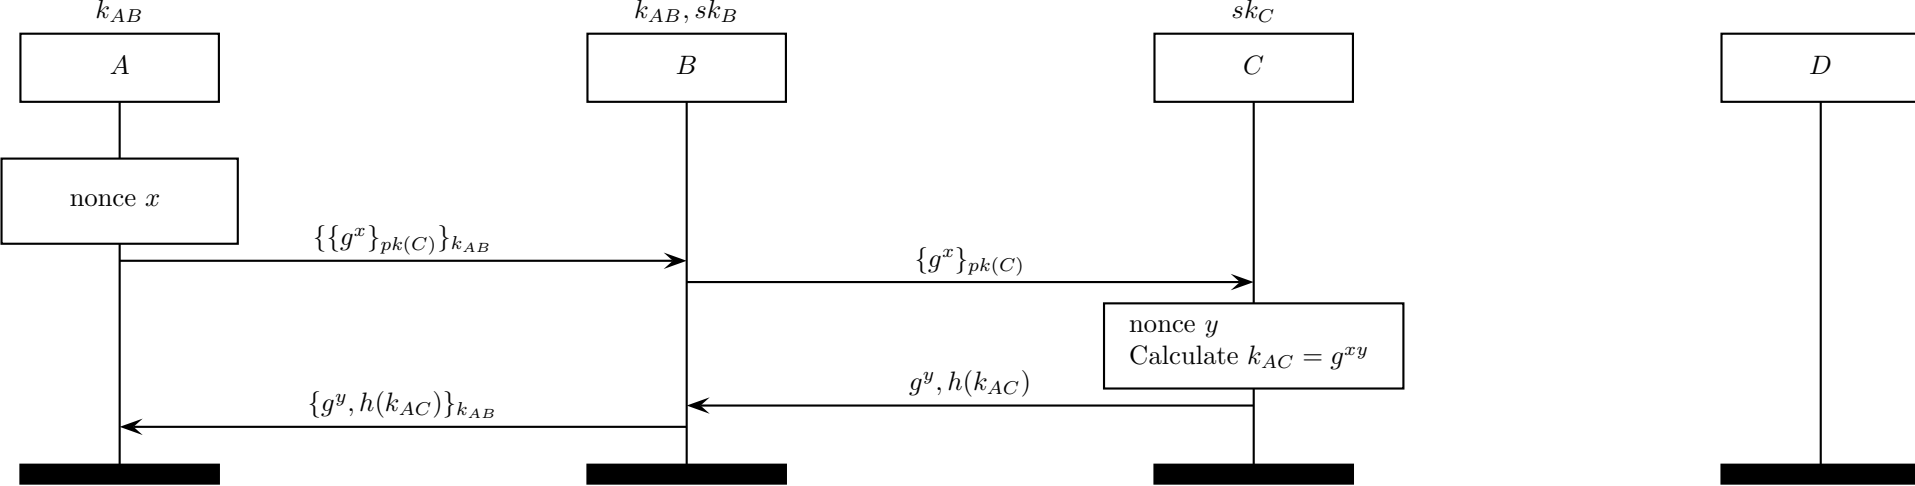 k_{AB}
k_{AB}, sk_B
sk_C
A
B
C
D
nonce x
{{g^x}_{pk(C)}}_{k_{AB}}
{g^x}_{pk(C)}
nonce y
Calculate k_{AC} = g^{xy}
g^y, h(k_{AC})
{g^y, h(k_{AC})}_{k_{AB}}